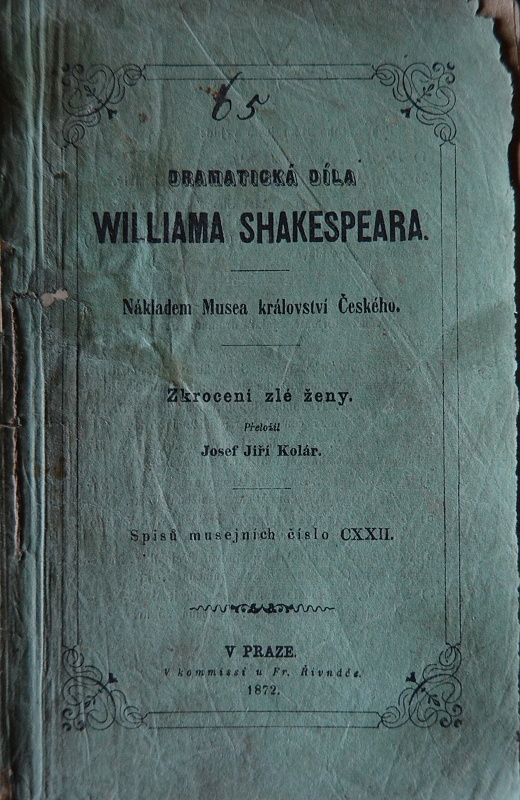 65
DRAMATICKÁ DÍLA
WILLIAMA SHAKESPEARA.
Nákladem Musea království Českého.
Zkrocení zlé ženy.
Přeložil
Josef Jiří Kolár.
Spisů musejních číslo CXXII.
V PRAZE.
V kommissí u Fr. Řivnáče.
1872.